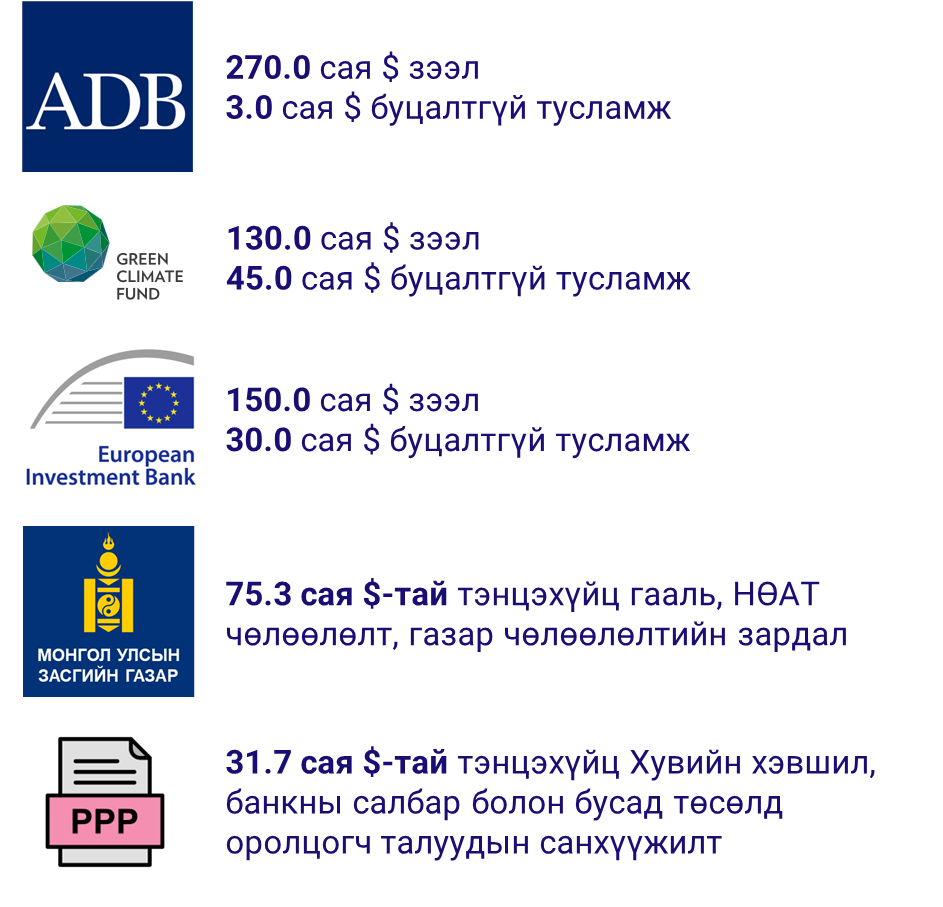 ADB
270.0 сая $ зээл
3.0 сая $ буцалтгүй тусламж
GREEN
CLIMATE
FUND
130.0 сая $ зээл
45.0 сая $ буцалтгүй тусламж
European
Investment Bank
150.0 сая $ зээл
30.0 сая $ буцалтгүй тусламж
МОНГОЛ УЛСЫН
ЗАСГИЙН ГАЗАР
75.3 сая $-тай тэнцэхүйц гааль, НӨАТ
чөлөөлөлт, газар чөлөөлөлтийн зардал
PPP
31.7 сая $-тай тэнцэхүйц Хувийн хэвшил,
банкны салбар болон бусад төсөлд
оролцогч талуудын санхүүжилт